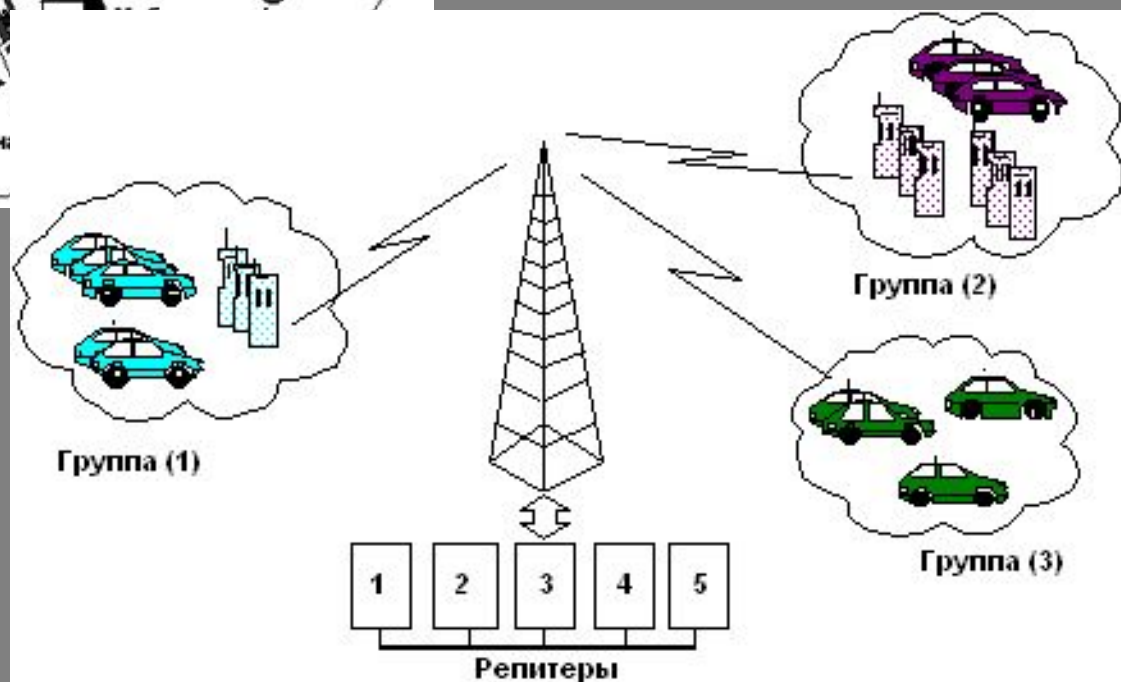 Группа (2)
Группа (1)
Группа (3)
1 2 3 4 5
Репитеры